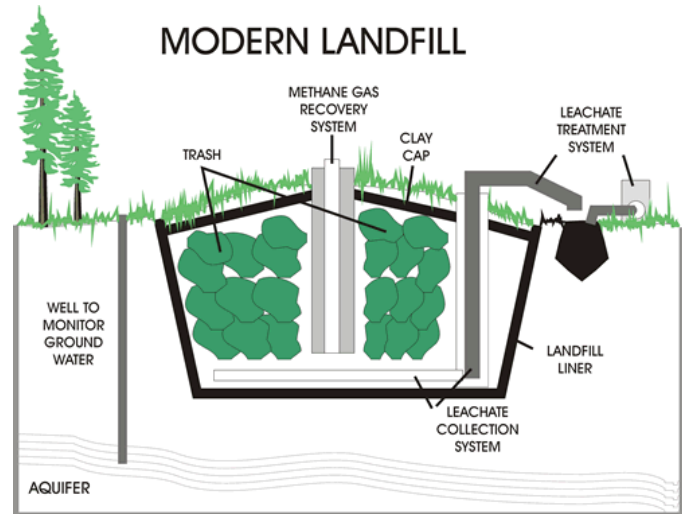 MODERN LANDFILL
METHANE GAS
RECOVERY
SYSTEM
LEACHATE
TREATMENT
SYSTEM
CLAY
CAP
TRASH
WELL TO
MONITOR
GROUND
WATER
LANDFILL
LINER
LEACHATE
COLLECTION
SYSTEM
AQUIFER